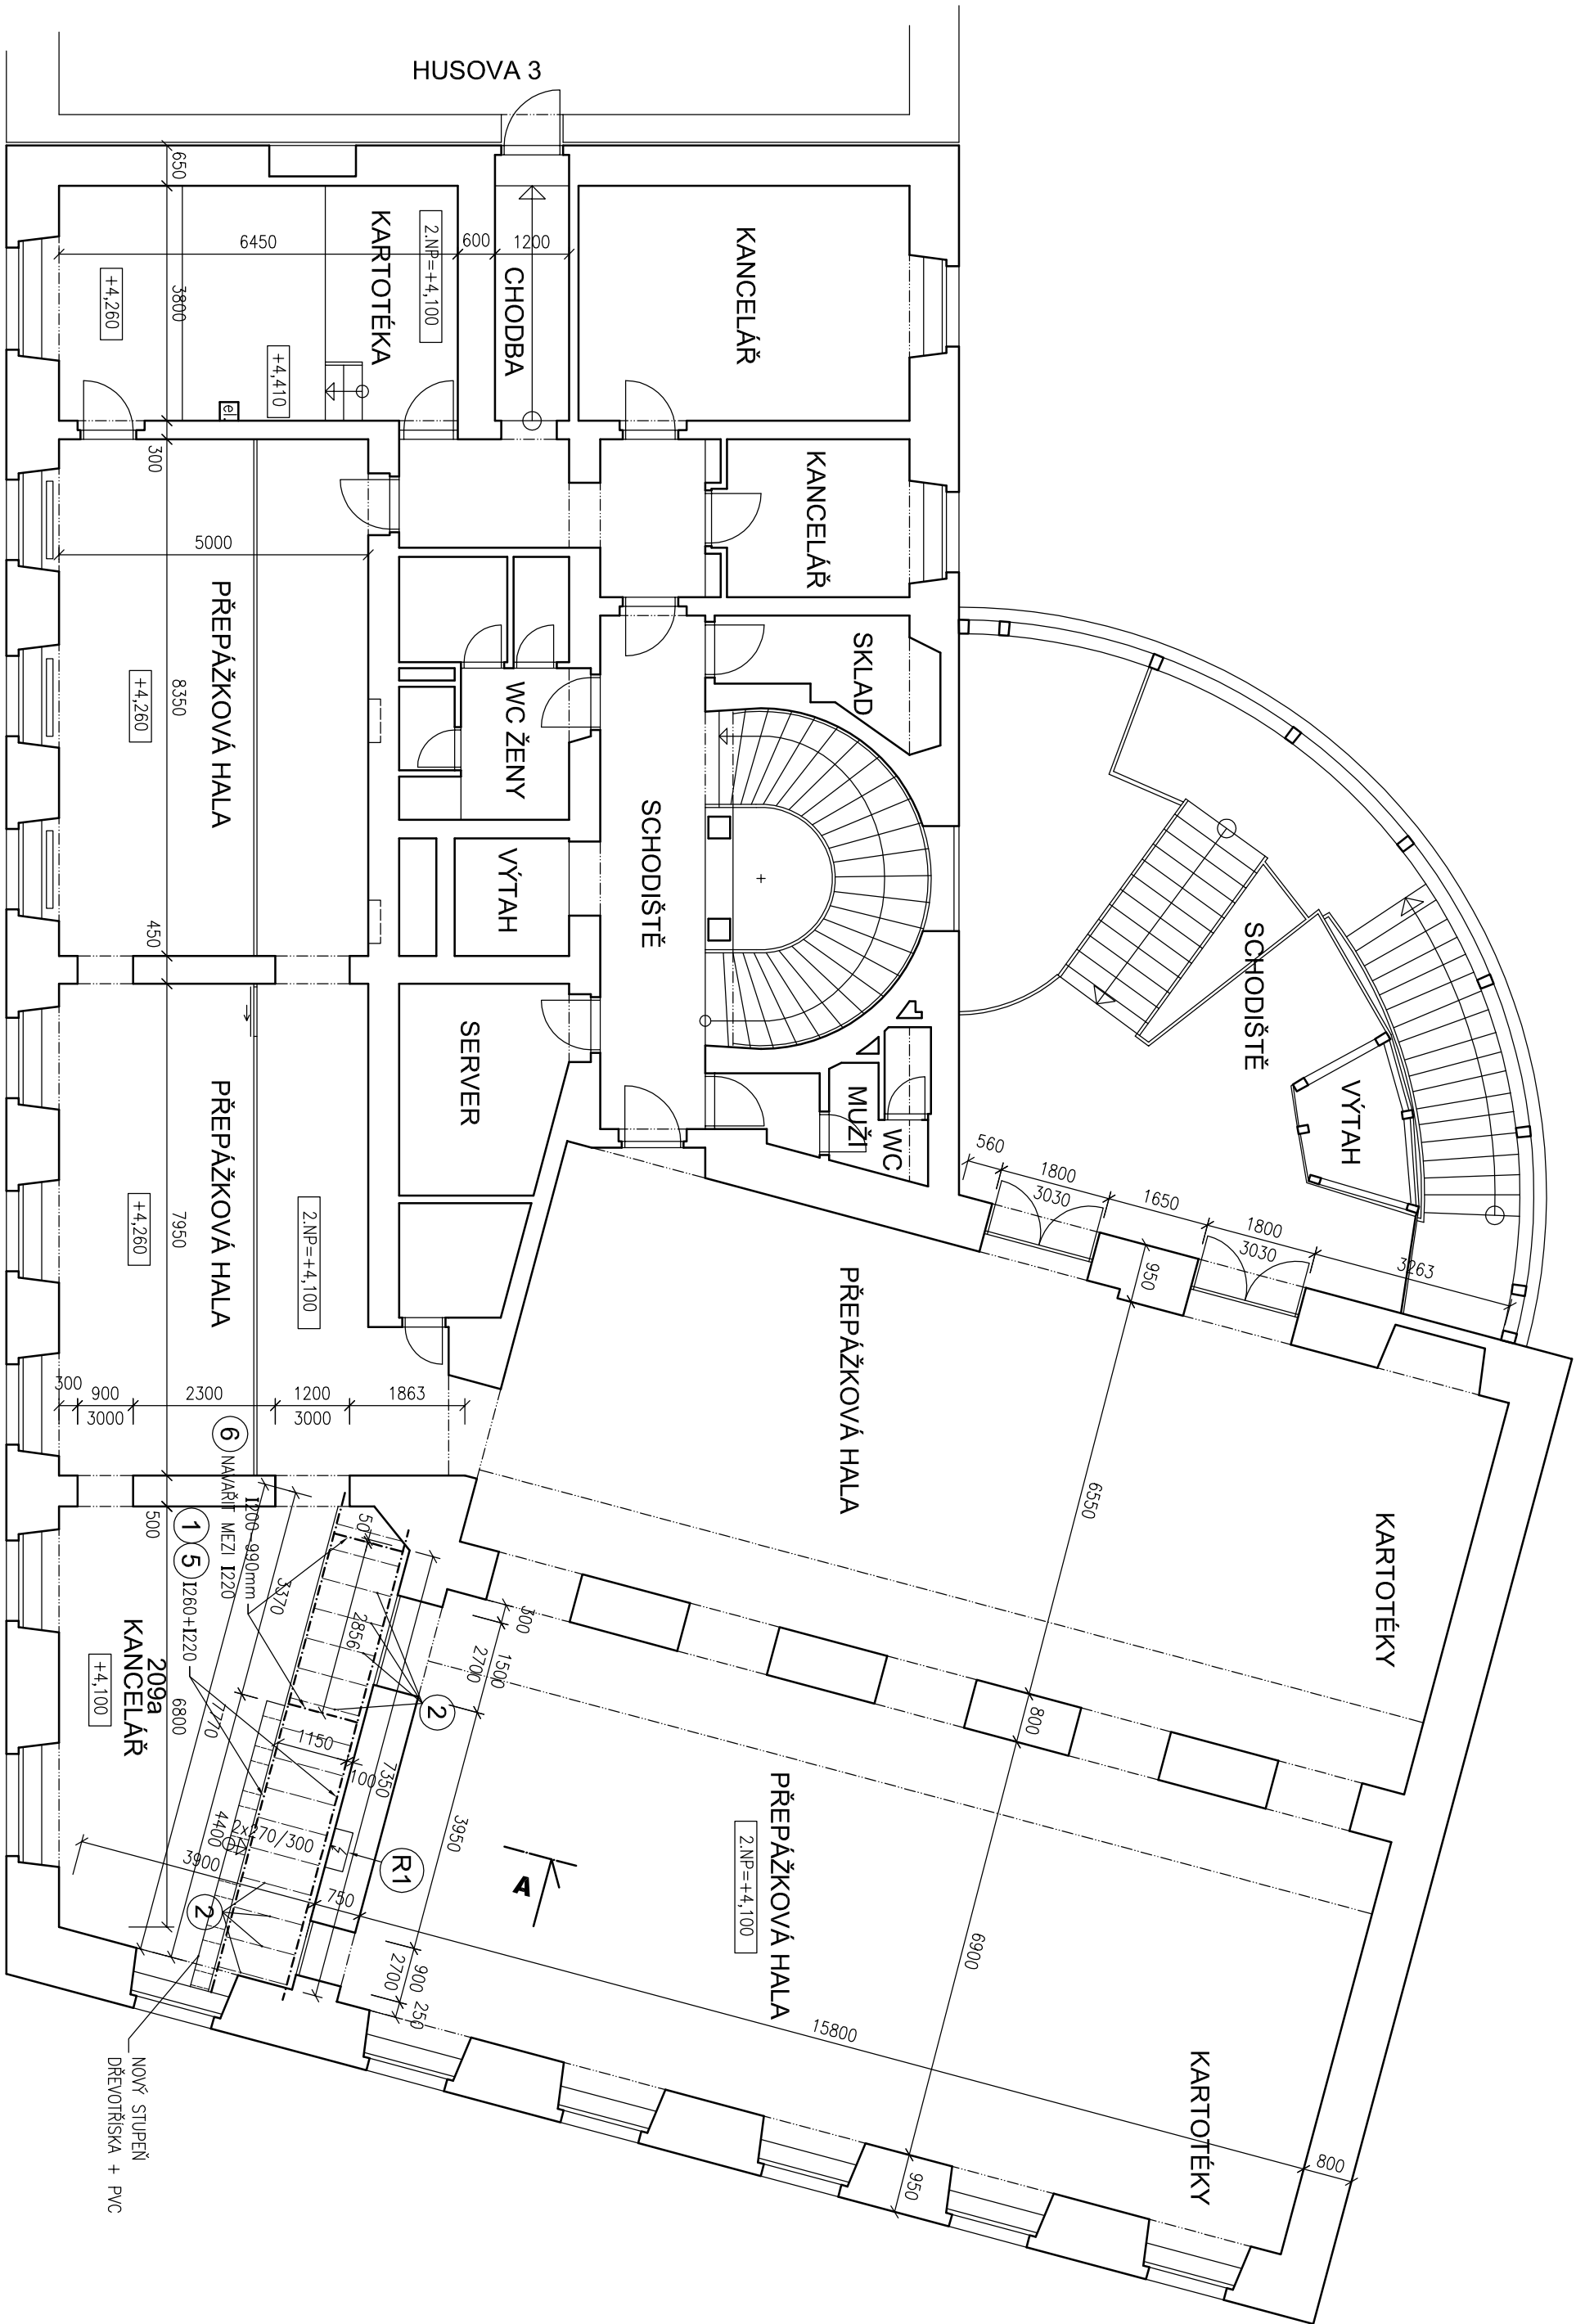 HUSOVA 3
650
6450
600
1200
3800
KARTOTÉKA
2.NP=+4,100
+4,260
+4,410
el.
CHODBA
KANCELÁŘ
KANCELÁŘ
300
5000
PŘEPÁŽKOVÁ HALA
8350
+4,260
450
WC ŽENY
VÝTAH
SKLAD
SCHODIŠTĚ
SCHODIŠTĚ
VÝTAH
SERVER
MUŽI
WC
560
1800
3030
1650
1800
3030
3263
950
PŘEPÁŽKOVÁ HALA
7950
+4,260
2.NP=+4,100
300
900
3000
2300
1200
3000
1863
PŘEPÁŽKOVÁ HALA
6550
KARTOTÉKY
500
6
NAVAŘIT MEZI I220
I200-990mm
1
5
I260+I220
50
3370
2856
2
300
1500
2700
800
209a
KANCELÁŘ
+4,100
6800
7770
1150
100
7350
3950
4400
2x270/300
3900
750
R1
2
A
PŘEPÁŽKOVÁ HALA
2.NP=+4,100
6900
15800
900
2700
250
950
800
KARTOTÉKY
NOVÝ STUPEŇ
DŘEVOTŘÍSKA + PVC